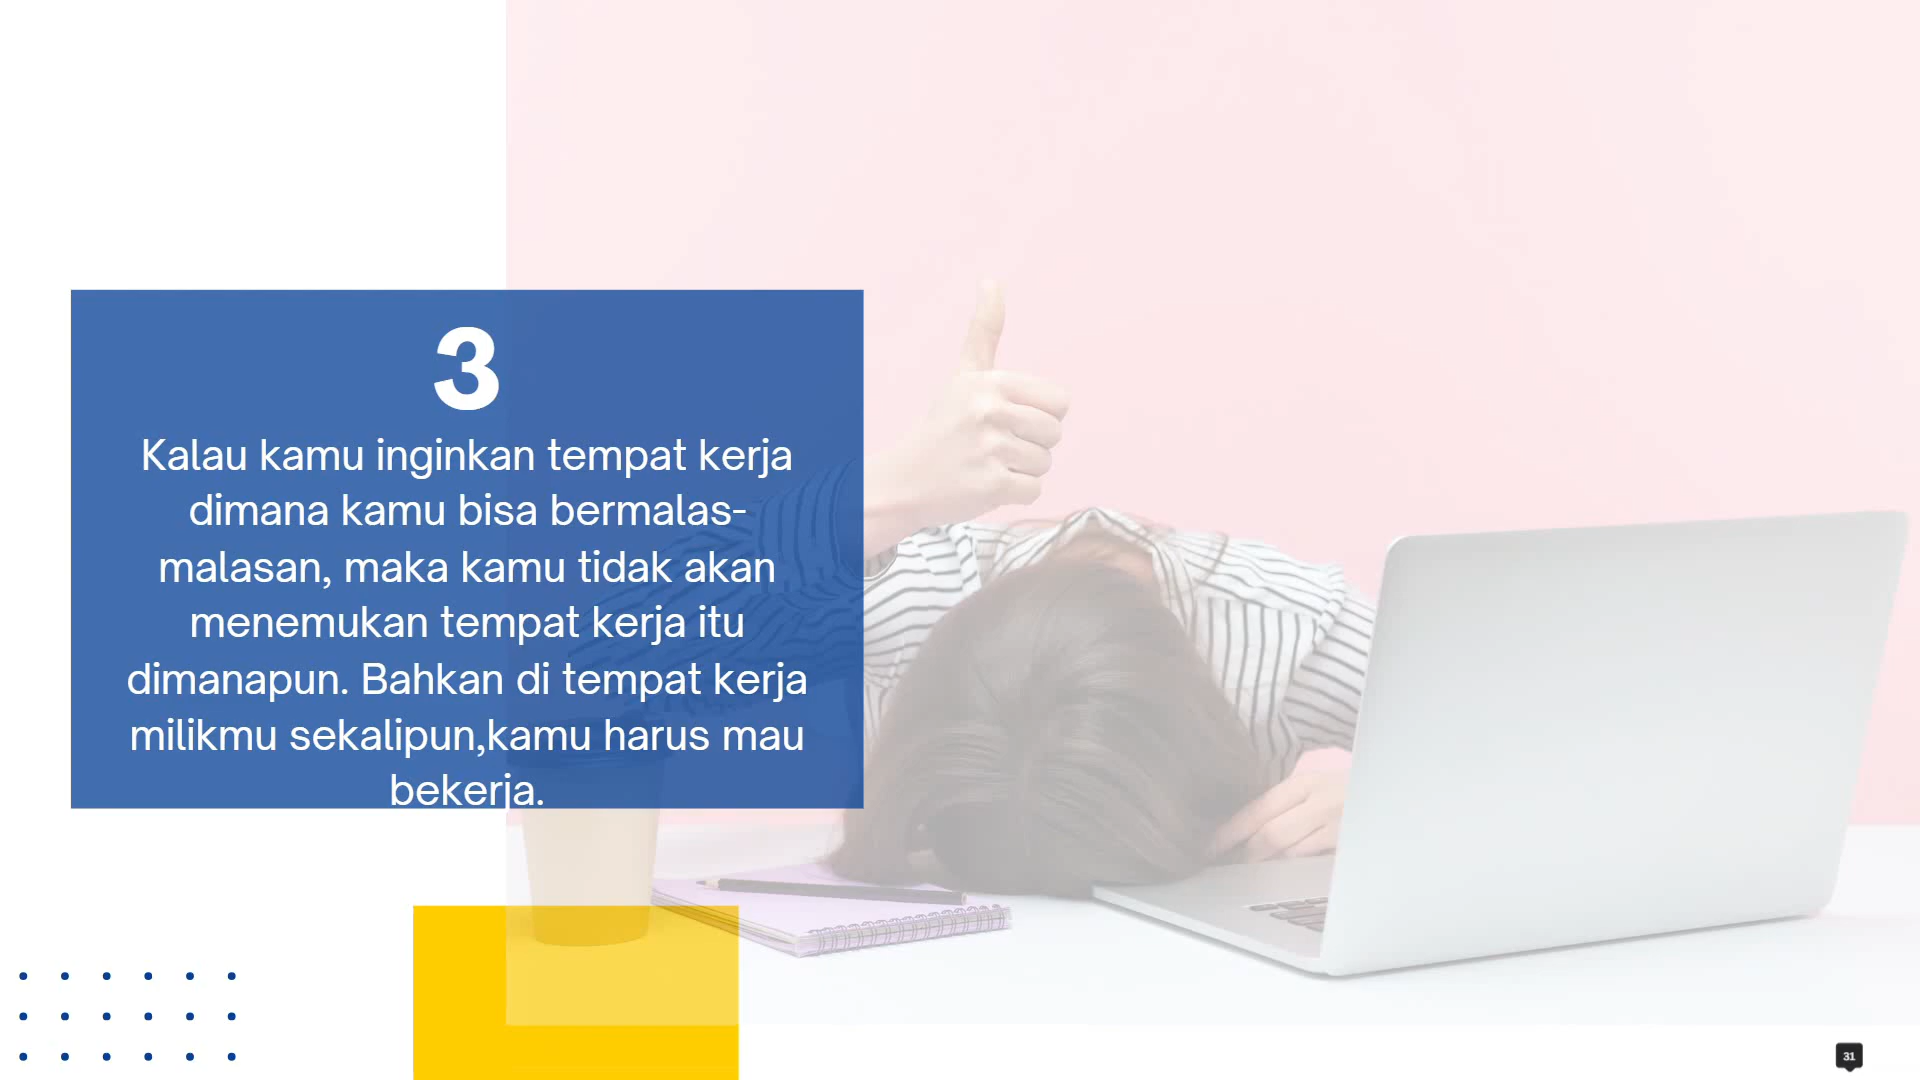 3
Kalau kamu inginkan tempat kerja
dimana kamu bisa bermalas-
malasan, maka kamu tidak akan
menemukan tempat kerja itu
dimanapun. Bahkan di tempat kerja
milikmu sekalipun,kamu harus mau
bekerja.
31